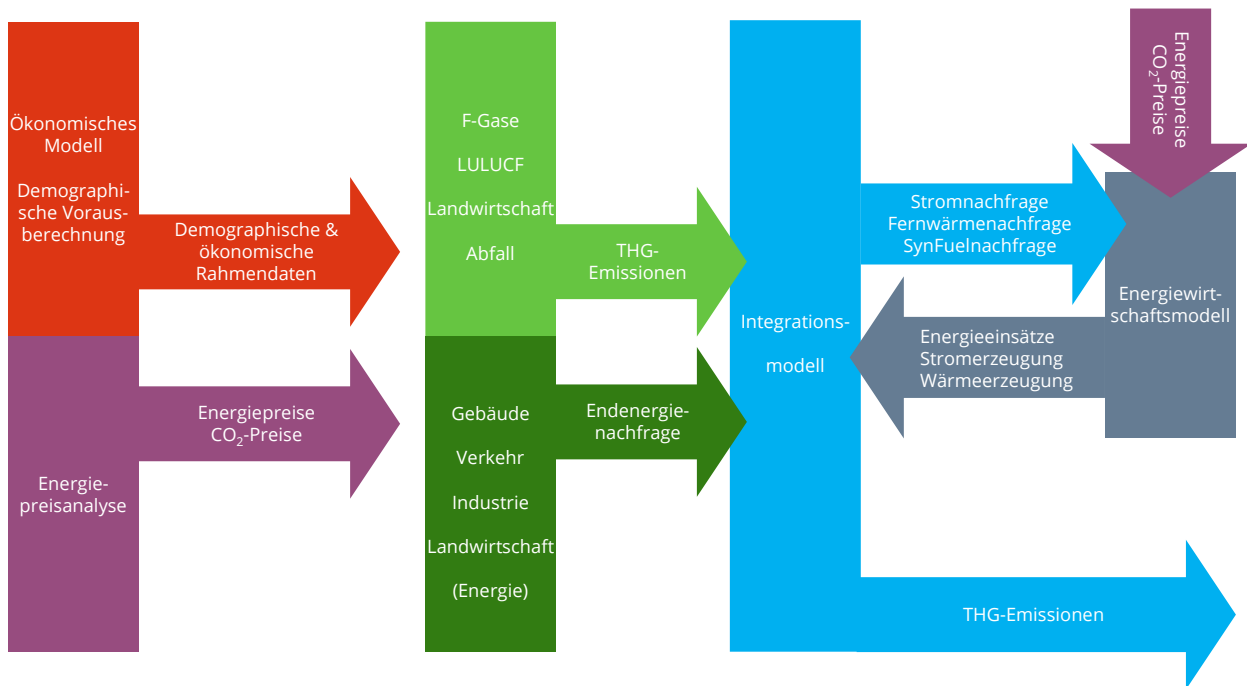 Ökonomisches
Modell
Demographi-
sche Voraus-
berechnung
Demographische &
ökonomische
Rahmendaten
Energie-
preisanalyse
Energiepreise
CO₂-Preise
F-Gase
LULUCF
Landwirtschaft
Abfall
THG-
Emissionen
Gebäude
Verkehr
Industrie
Landwirtschaft
(Energie)
Endenergie-
nachfrage
Integrations-
modell
Stromnachfrage
Fernwärmenachfrage
SynFuelnachfrage
Energiepreise
CO₂-Preise
Energiewirt-
schaftsmodell
Energieeinsätze
Stromerzeugung
Wärmeerzeugung
THG-Emissionen